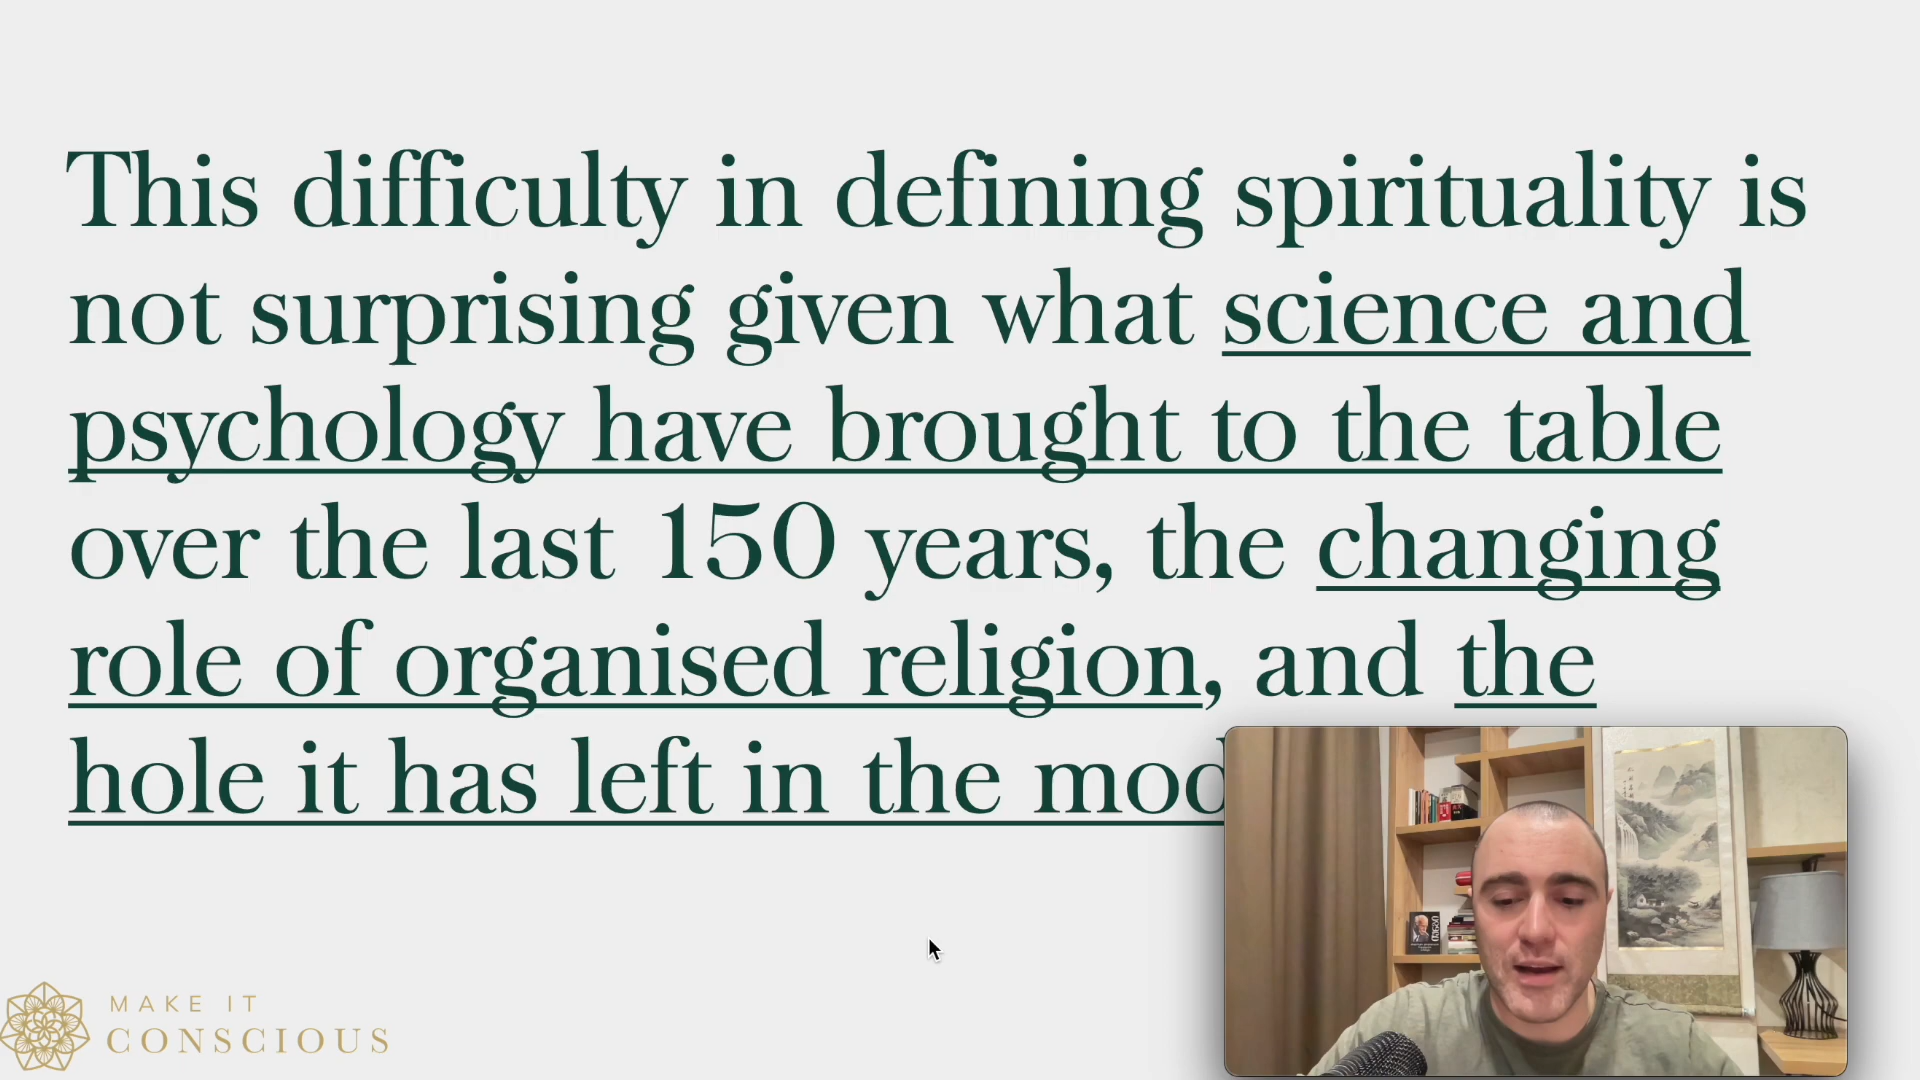 This difficulty in defining spirituality is
not surprising given what science and
psychology have brought to the table
over the last 150 years, the changing
role of organised religion, and the
hole it has left in the
MAKE IT
CONSCIOUS